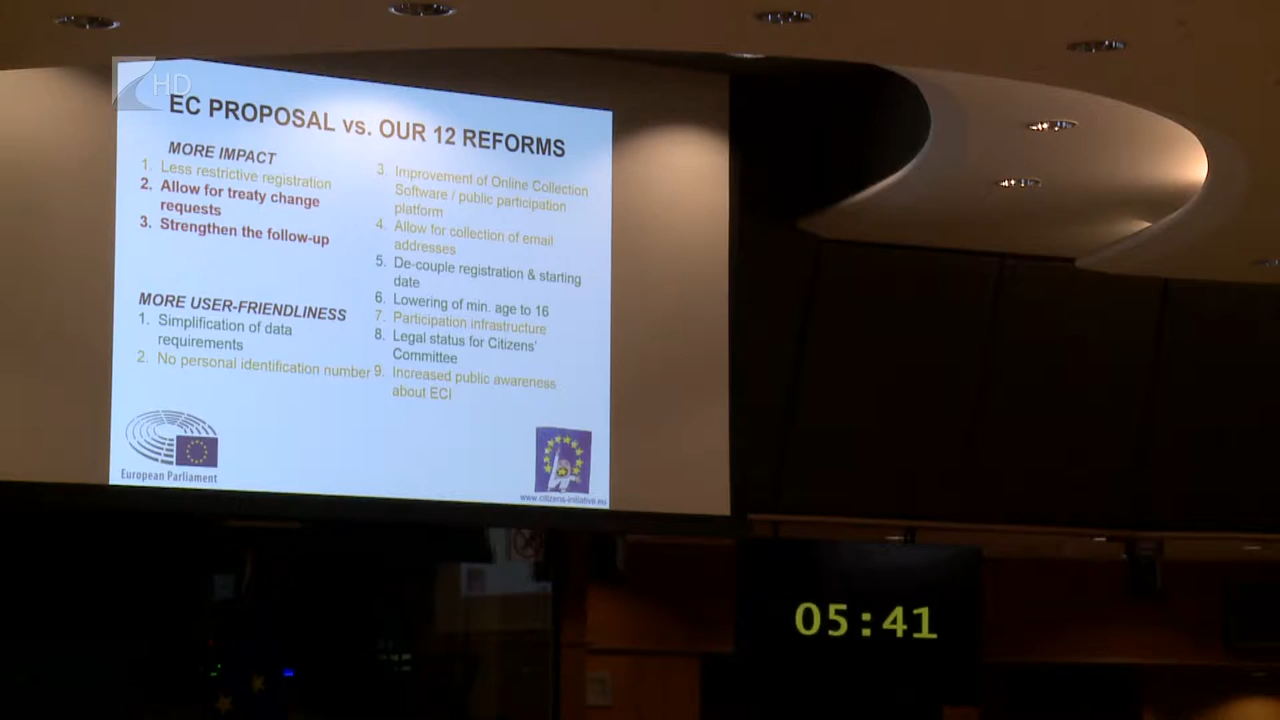 HD
EC PROPOSAL vs. OUR 12 REFORMS
MORE IMPACT
1. Less restrictive registration
2. Allow for treaty change
requests
3. Strengthen the follow-up
MORE USER-FRIENDLINESS
1. Simplification of data
requirements
2. No personal identification number
3. Improvement of Online Collection
Software / public participation
platform
4. Allow for collection of email
addresses
5. De-couple registration & starting
date
6. Lowering of min. age to 16
7. Participation infrastructure
8. Legal status for Citizens'
Committee
9. Increased public awareness
about ECI
European Parliament
www.citizens-initiative.eu
05:41